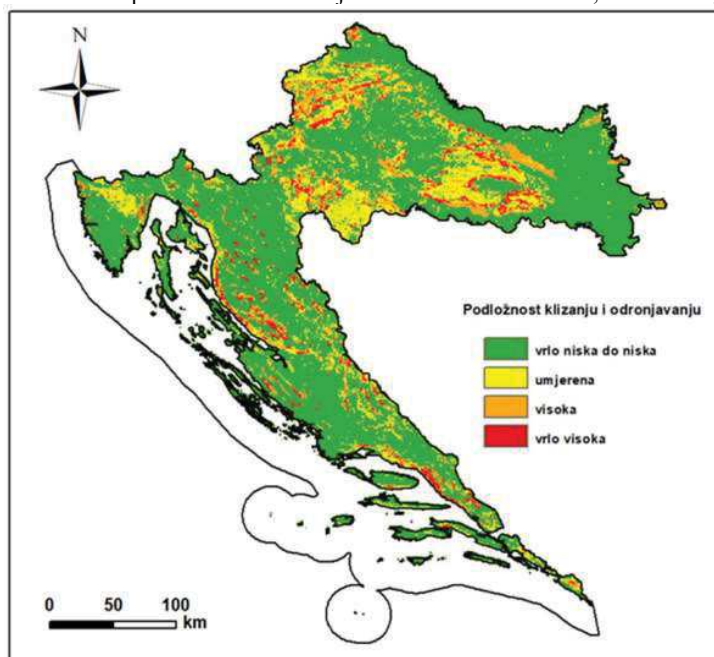 N
Podložnost klizanju i odronjavanju
vrlo niska do niska
umjerena
visoka
vrlo visoka
0 50 100
km